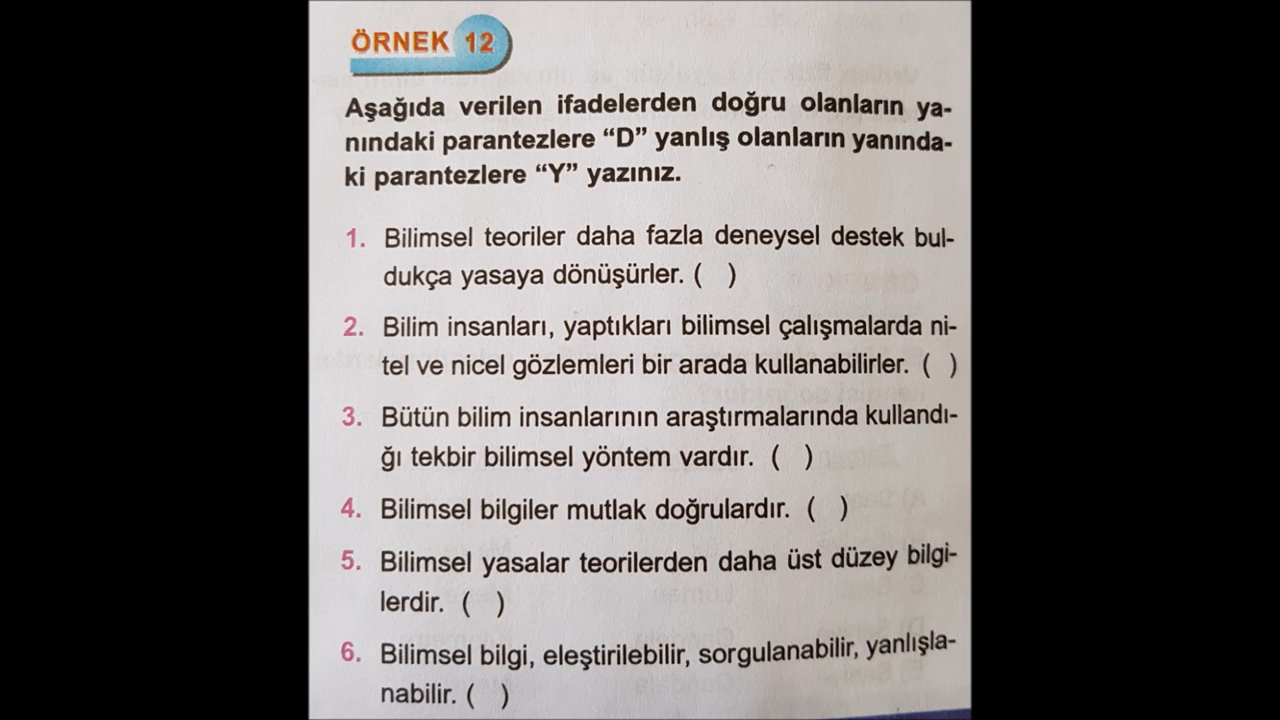 ÖRNEK 12
Aşağıda verilen ifadelerden doğru olanların ya-
nındaki parantezlere “D” yanlış olanların yanında-
ki parantezlere “Y” yazınız.
1. Bilimsel teoriler daha fazla deneysel destek bul-
dukça yasaya dönüşürler. ( )
2. Bilim insanları, yaptıkları bilimsel çalışmalarda ni-
tel ve nicel gözlemleri bir arada kullanabilirler. ( )
3. Bütün bilim insanlarının araştırmalarında kullandı-
ğı tekbir bilimsel yöntem vardır. ( )
4. Bilimsel bilgiler mutlak doğrulardır. ( )
5. Bilimsel yasalar teorilerden daha üst düzey bilgi-
lerdir. ( )
6. Bilimsel bilgi, eleştirilebilir, sorgulanabilir, yanlışla-
nabilir. ( )